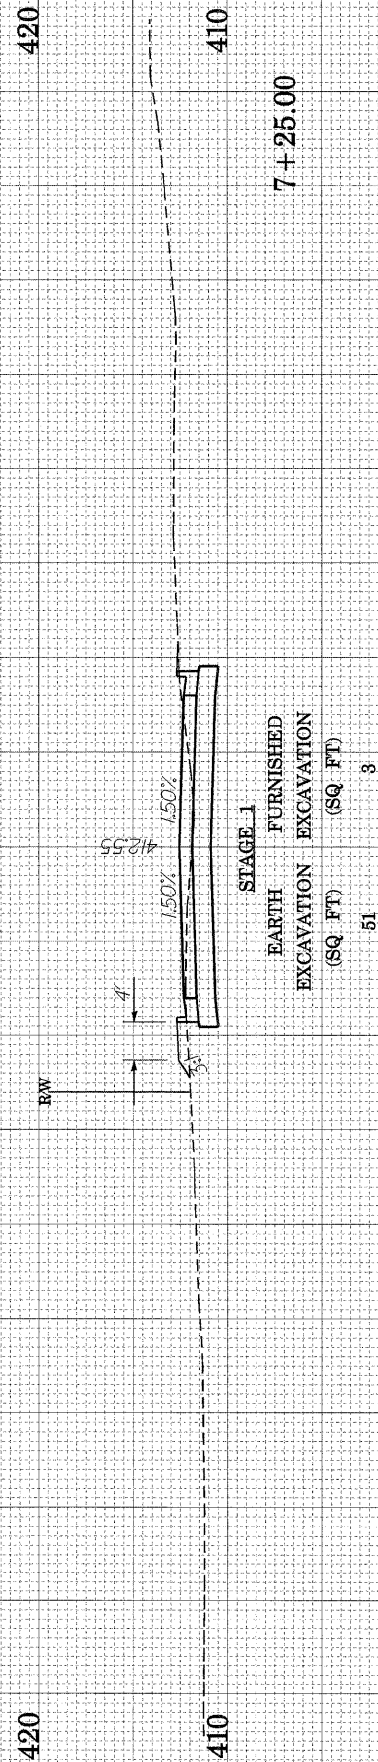 420
420
R/W
4'
412.55
1.50% 1.50%
3:1
410
410
STAGE 1
EARTH FURNISHED
EXCAVATION EXCAVATION
(SQ FT) (SQ FT)
51 3
7+25.00